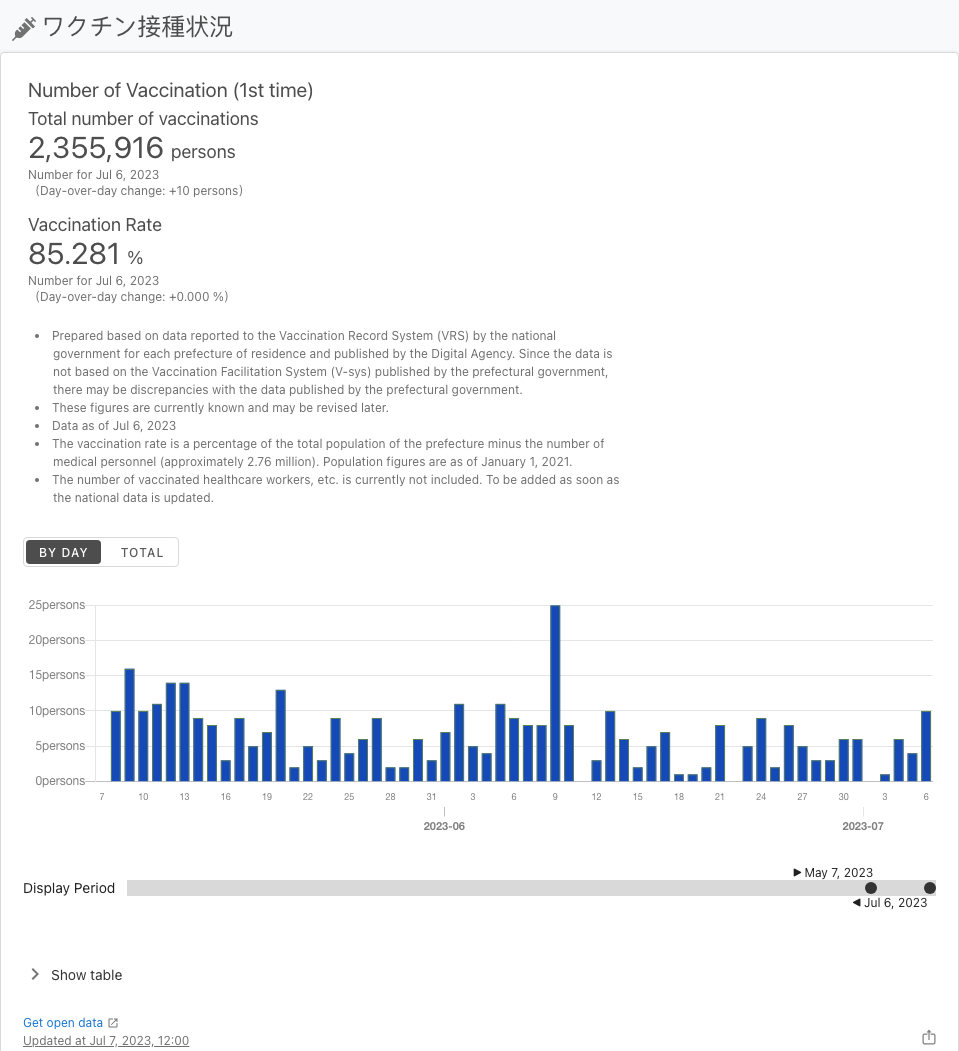 ワクチン接種状況
Number of Vaccination (1st time)
Total number of vaccinations
2,355,916 persons
Number for Jul 6, 2023
(Day-over-day change: +10 persons)
Vaccination Rate
85.281 %
Number for Jul 6, 2023
(Day-over-day change: +0.000 %)
• Prepared based on data reported to the Vaccination Record System (VRS) by the national
government for each prefecture of residence and published by the Digital Agency. Since the data is
not based on the Vaccination Facilitation System (V-sys) published by the prefectural government,
there may be discrepancies with the data published by the prefectural government.
• These figures are currently known and may be revised later.
• Data as of Jul 6, 2023
• The vaccination rate is a percentage of the total population of the prefecture minus the number of
medical personnel (approximately 2.76 million). Population figures are as of January 1, 2021.
• The number of vaccinated healthcare workers, etc. is currently not included. To be added as soon as
the national data is updated.
BY DAY TOTAL
25persons
20persons
15persons
10persons
5persons
0persons
7 10 13 16 19 22 25 28 31 3 6 9 12 15 18 21 24 27 30 3 6
2023-06 2023-07
May 7, 2023
Display Period
Jul 6, 2023
Show table
Get open data
Updated at Jul 7, 2023, 12:00